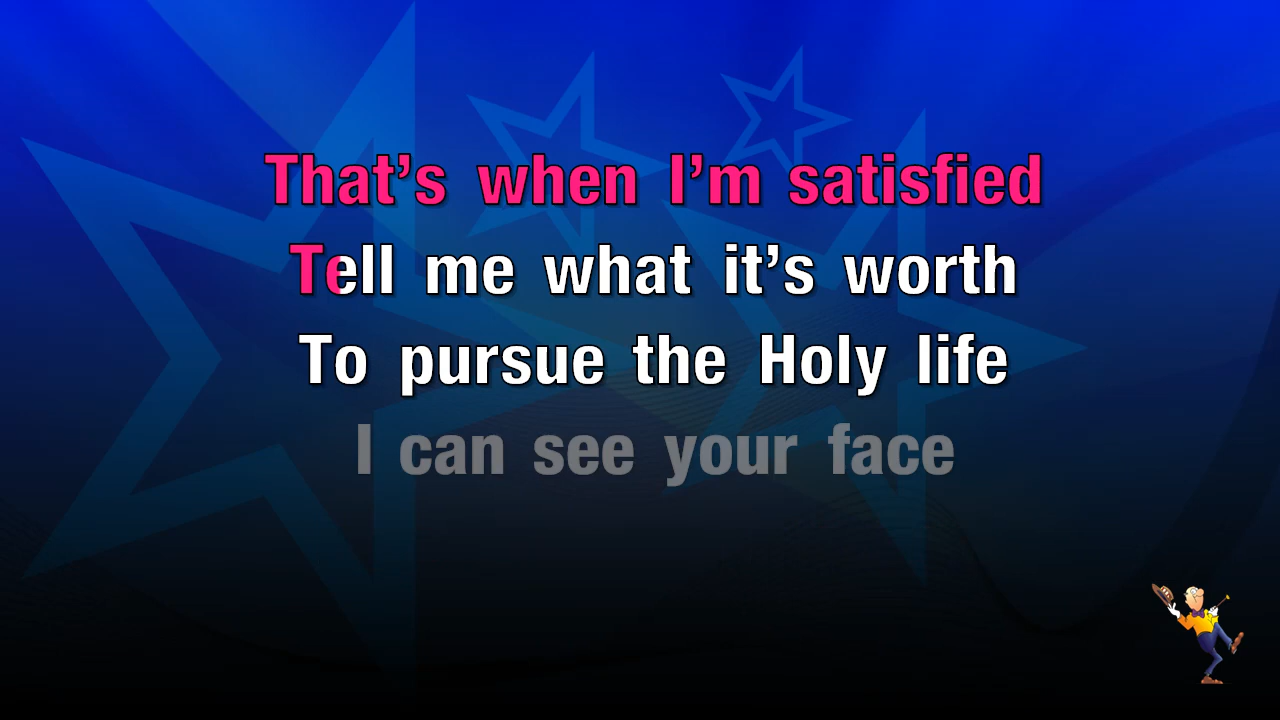 That’s when I’m satisfied
Tell me what it’s worth
To pursue the Holy life
I can see your face